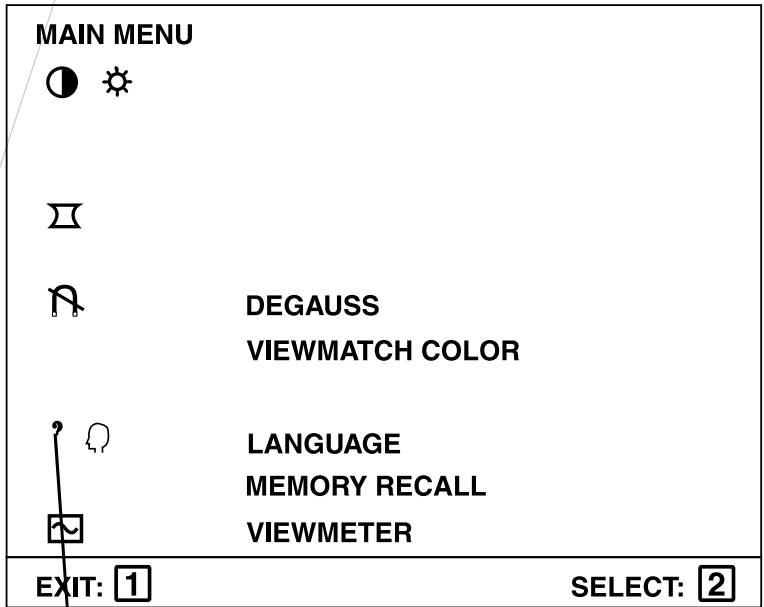 MAIN MENU
DEGAUSS
VIEWMATCH COLOR
LANGUAGE
MEMORY RECALL
VIEWMETER
EXIT: 1 SELECT: 2